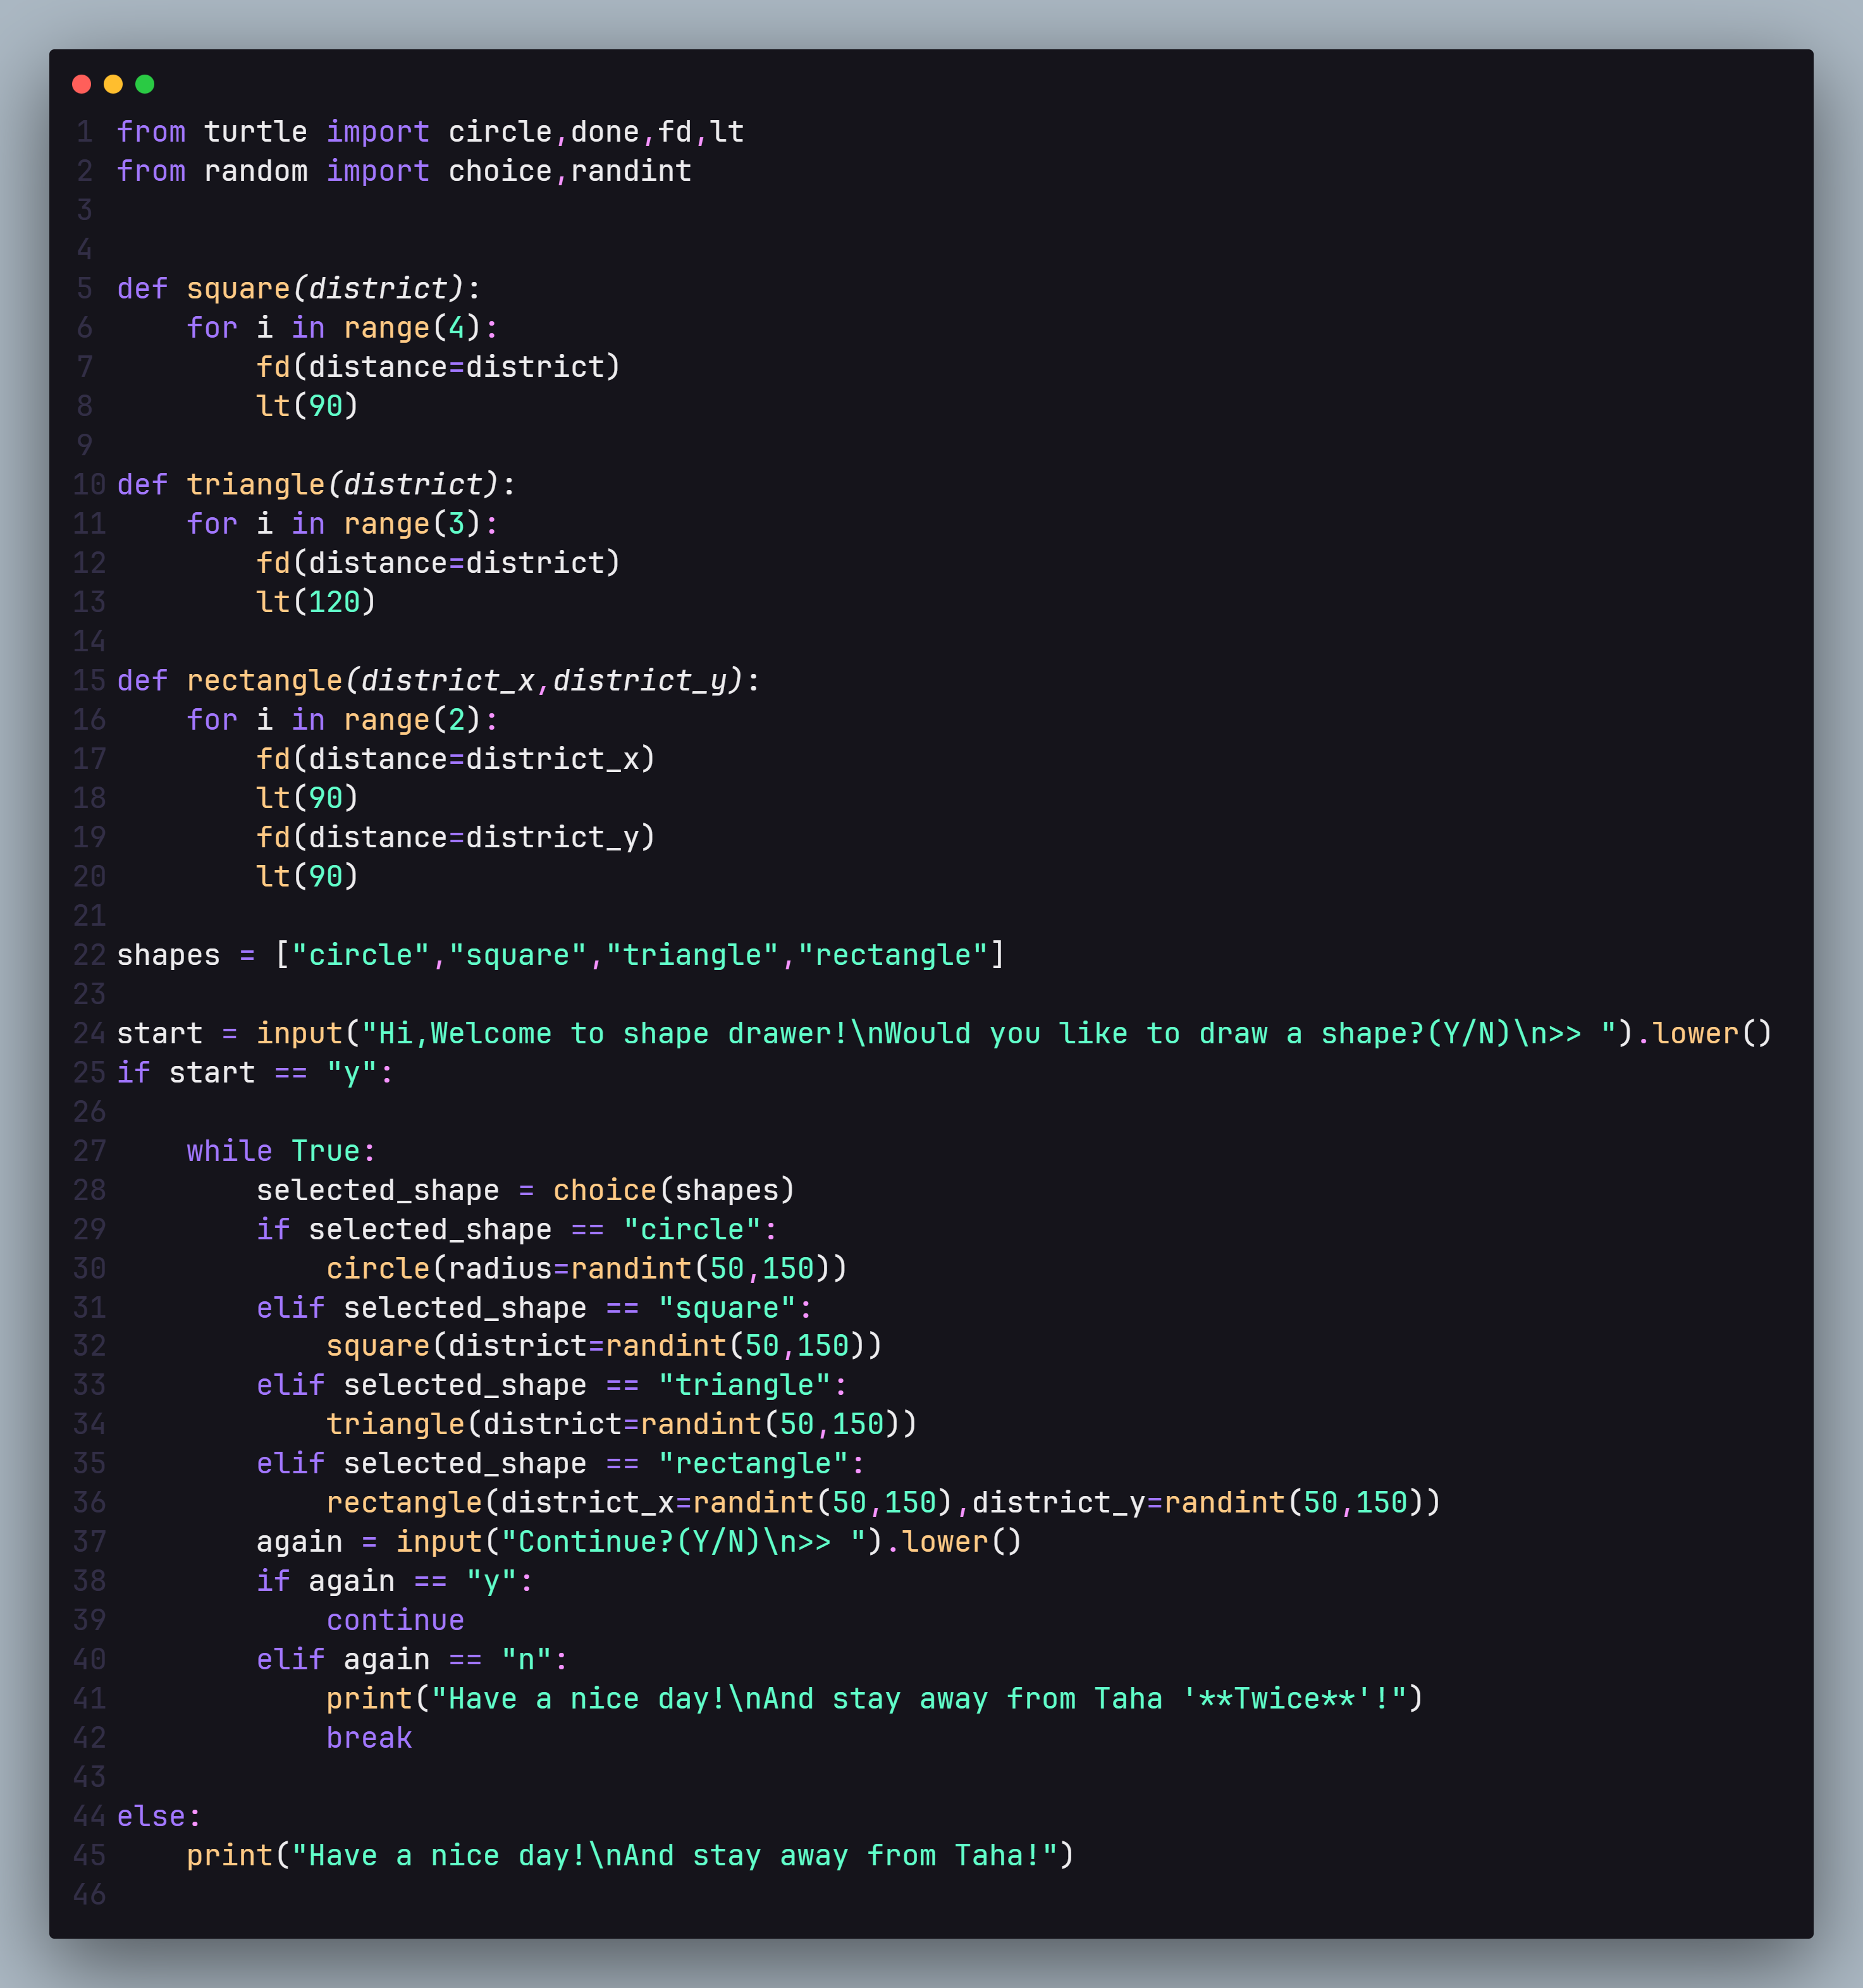 1 from turtle import circle,done,fd,lt
2 from random import choice,randint
3
4
5 def square(district):
6     for i in range(4):
7         fd(distance=district)
8         lt(90)
9
10 def triangle(district):
11     for i in range(3):
12         fd(distance=district)
13         lt(120)
14
15 def rectangle(district_x,district_y):
16     for i in range(2):
17         fd(distance=district_x)
18         lt(90)
19         fd(distance=district_y)
20         lt(90)
21
22 shapes = ["circle","square","triangle","rectangle"]
23
24 start = input("Hi,Welcome to shape drawer!\nWould you like to draw a shape?(Y/N)\n>> ").lower()
25 if start == "y":
26
27     while True:
28         selected_shape = choice(shapes)
29         if selected_shape == "circle":
30             circle(radius=randint(50,150))
31         elif selected_shape == "square":
32             square(district=randint(50,150))
33         elif selected_shape == "triangle":
34             triangle(district=randint(50,150))
35         elif selected_shape == "rectangle":
36             rectangle(district_x=randint(50,150),district_y=randint(50,150))
37         again = input("Continue?(Y/N)\n>> ").lower()
38         if again == "y":
39             continue
40         elif again == "n":
41             print("Have a nice day!\nAnd stay away from Taha '**Twice**'!")
42             break
43
44 else:
45     print("Have a nice day!\nAnd stay away from Taha!")
46